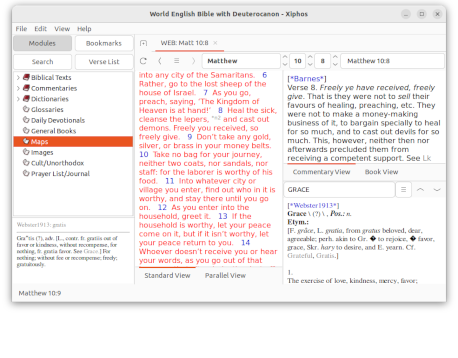 World English Bible with Deuterocanon - Xiphos
File Edit View Help
Modules Bookmarks
Search Verse List
Biblical Texts
Commentaries
Dictionaries
Glossaries
Daily Devotionals
General Books
Maps
Images
Cult/Unorthodox
Prayer List/Journal
Webster1913: gratis
Gra"tis (?), adv. [L., contr. fr. gratiis out of
favor or kindness, without recompense, for
nothing, fr. gratia favor. See Grace.] For
nothing; without fee or recompense; freely;
gratuitously.
WEB: Matt 10:8 ×
Matthew 10 8 Matthew 10:8
into any city of the Samaritans. 6
Rather, go to the lost sheep of the
house of Israel. 7 As you go,
preach, saying, 'The Kingdom of
Heaven is at hand!' 8 Heal the sick,
cleanse the lepers, and cast out
demons. Freely you received, so
freely give. 9 Don't take any gold,
silver, or brass in your money belts.
10 Take no bag for your journey,
neither two coats, nor sandals, nor
staff: for the laborer is worthy of his
food. 11 Into whatever city or
village you enter, find out who in it is
worthy, and stay there until you go
on. 12 As you enter into the
household, greet it. 13 If the
household is worthy, let your peace
come on it, but if it isn't worthy, let
your peace return to you. 14
Whoever doesn't receive you or hear
your words, as you go out of that
Standard View Parallel View
[*Barnes*]
Verse 8. Freely ye have received, freely
give. That is they were not to sell their
favours of healing, preaching, etc. They
were not to make a money-making
business of it, to bargain specially to heal
for so much, and to cast out devils for so
much. This, however, neither then nor
afterwards precluded them from
receiving a competent support. See Lk
Commentary View Book View
GRACE
[*Webster1913*]
Grace \ (?) \ , Pos.: n.
Etym.:
[F. grâce, L. gratia, from gratus beloved, dear,
agreeable; perh. akin to Gr. � to rejoice, � favor,
grace, Skr. hary to desire, and E. yearn. Cf.
Grateful, Gratis.]
1.
The exercise of love, kindness, mercy, favor;
Matthew 10:9